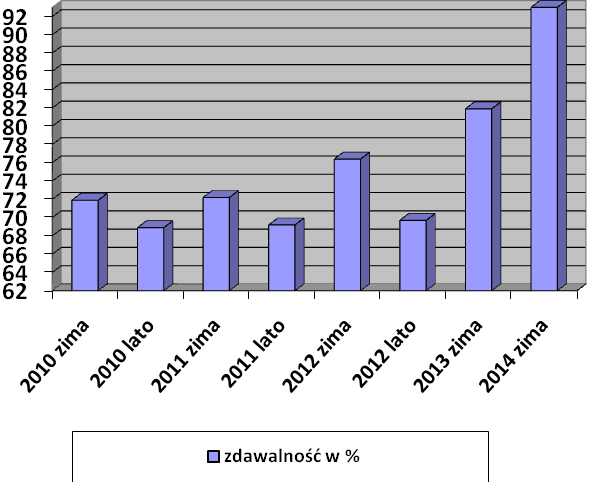 92
90
88
86
84
82
80
78
76
74
72
70
68
66
64
62
2010 zima
2010 lato
2011 zima
2011 lato
2012 zima
2012 lato
2013 zima
2014 zima
zdawalność w %